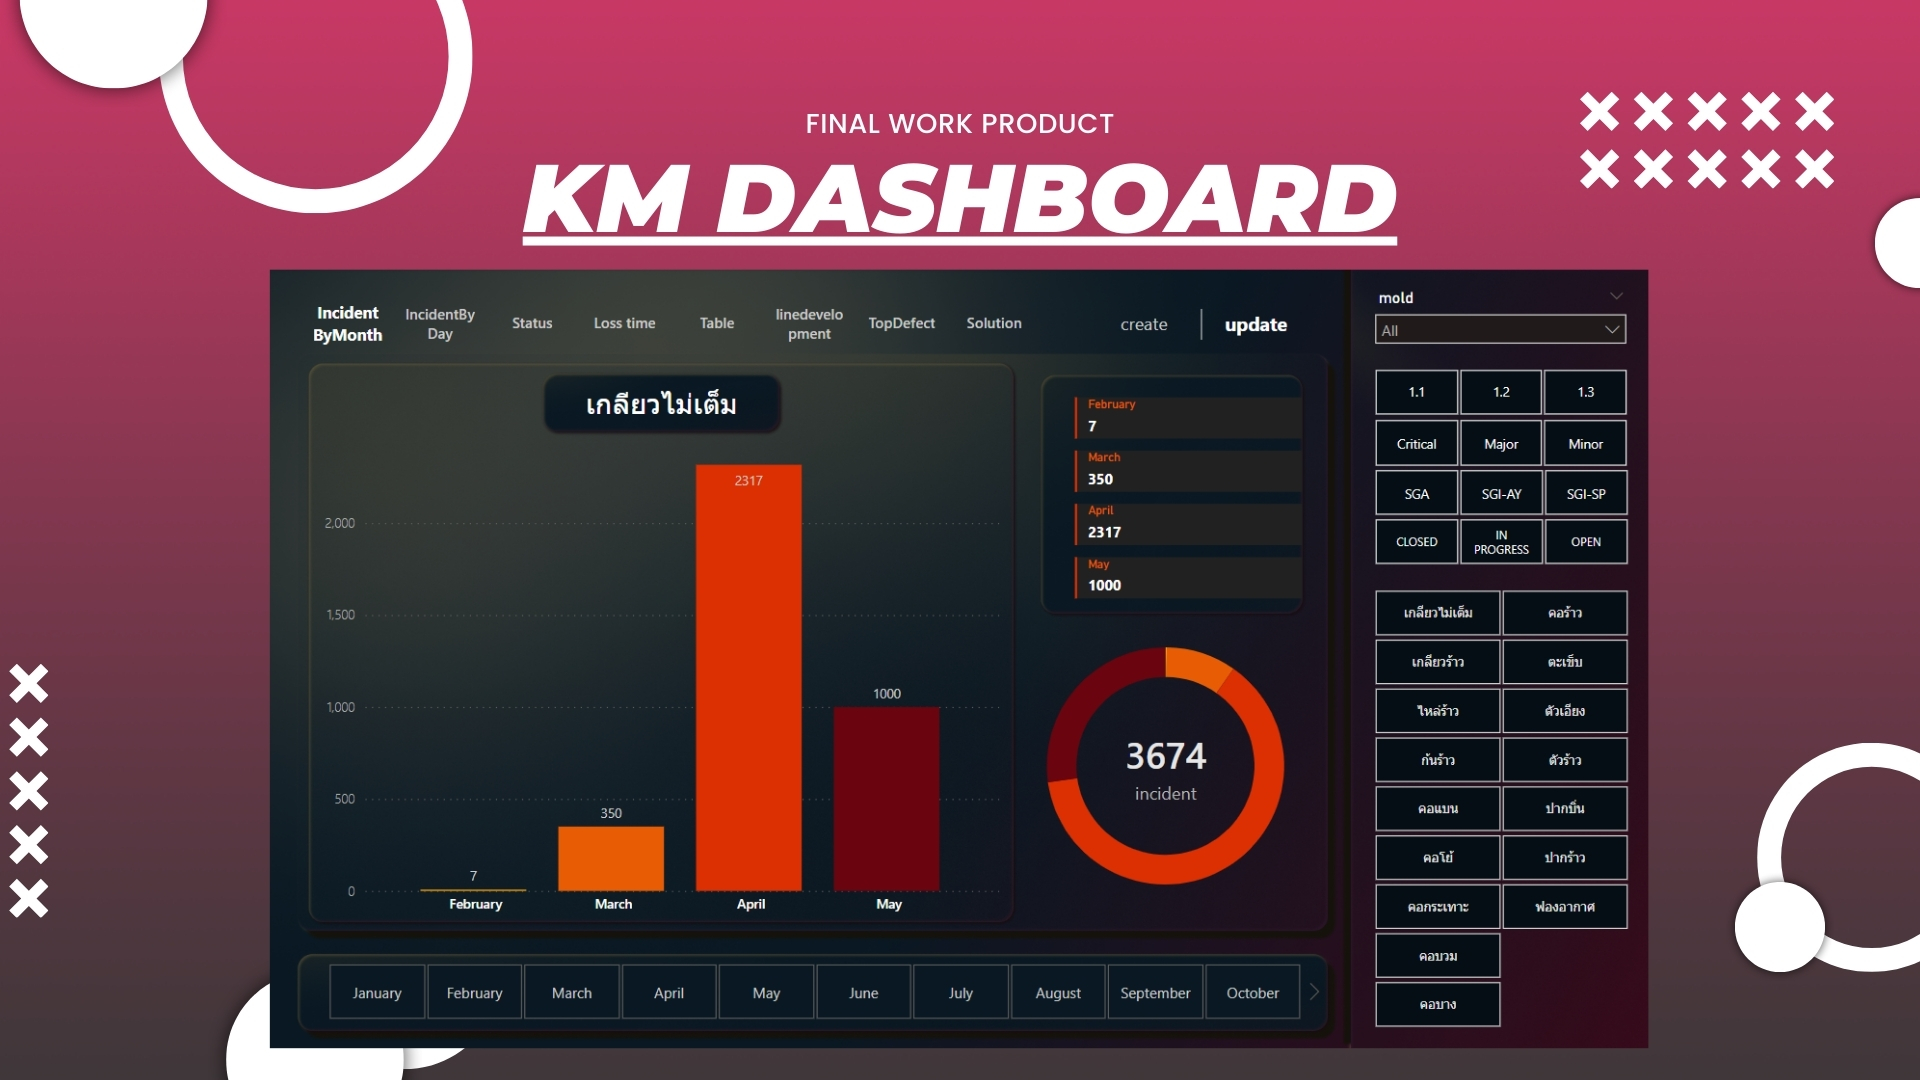 FINAL WORK PRODUCT
KM DASHBOARD
Incident
ByMonth
IncidentBy
Day
Status
Loss time
Table
linedevelo
pment
TopDefect
Solution
create
update
เกลียวไม่เต็ม
2,000
1,500
1,000
500
0
7
350
2317
1000
February
March
April
May
February
7
March
350
April
2317
May
1000
3674
incident
January
February
March
April
May
June
July
August
September
October
mold
All
1.1
1.2
1.3
Critical
Major
Minor
SGA
SGI-AY
SGI-SP
CLOSED
IN
PROGRESS
OPEN
เกลียวไม่เต็ม
คอร้าว
เกลียวร้าว
ตะเข็บ
ไหล่ร้าว
ตัวเอียง
ก้นร้าว
ตัวร้าว
คอแบน
ปากบิ่น
คอโย้
ปากร้าว
คอกระเทาะ
ฟองอากาศ
คอบวม
คอบาง